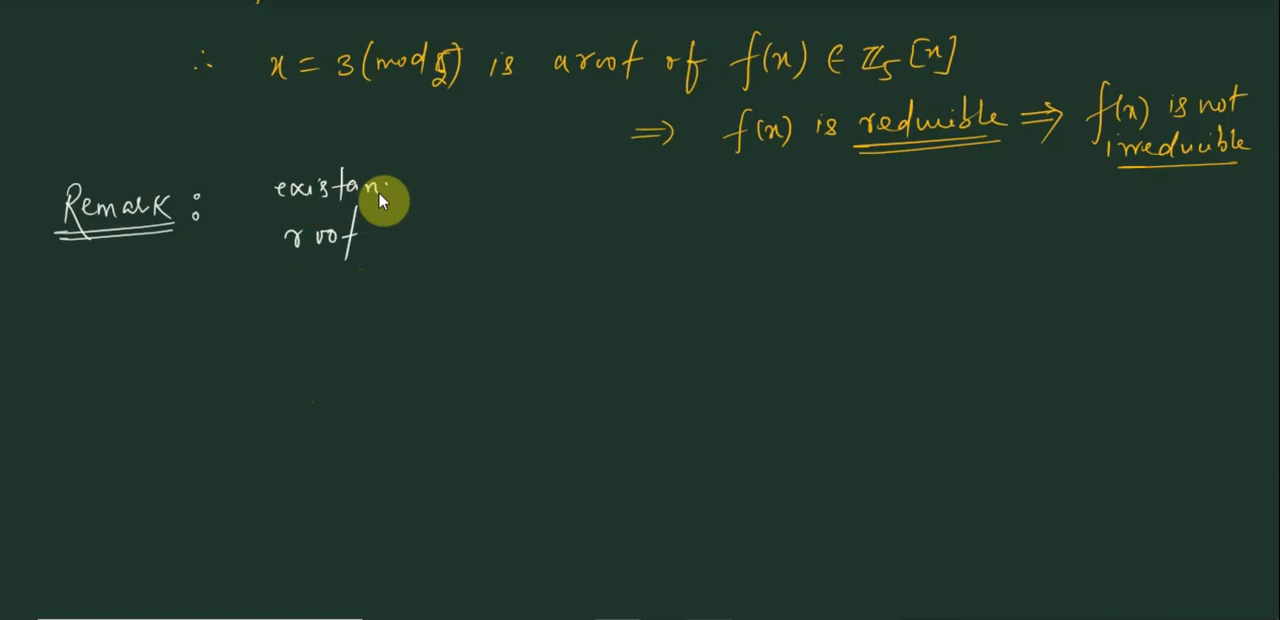 ∴ x = 3 (mod 5) is a root of f(x) ∈ ℤ₅[x]
⇒ f(x) is reducible ⇒ f(x) is not irreducible
Remark : existan
root